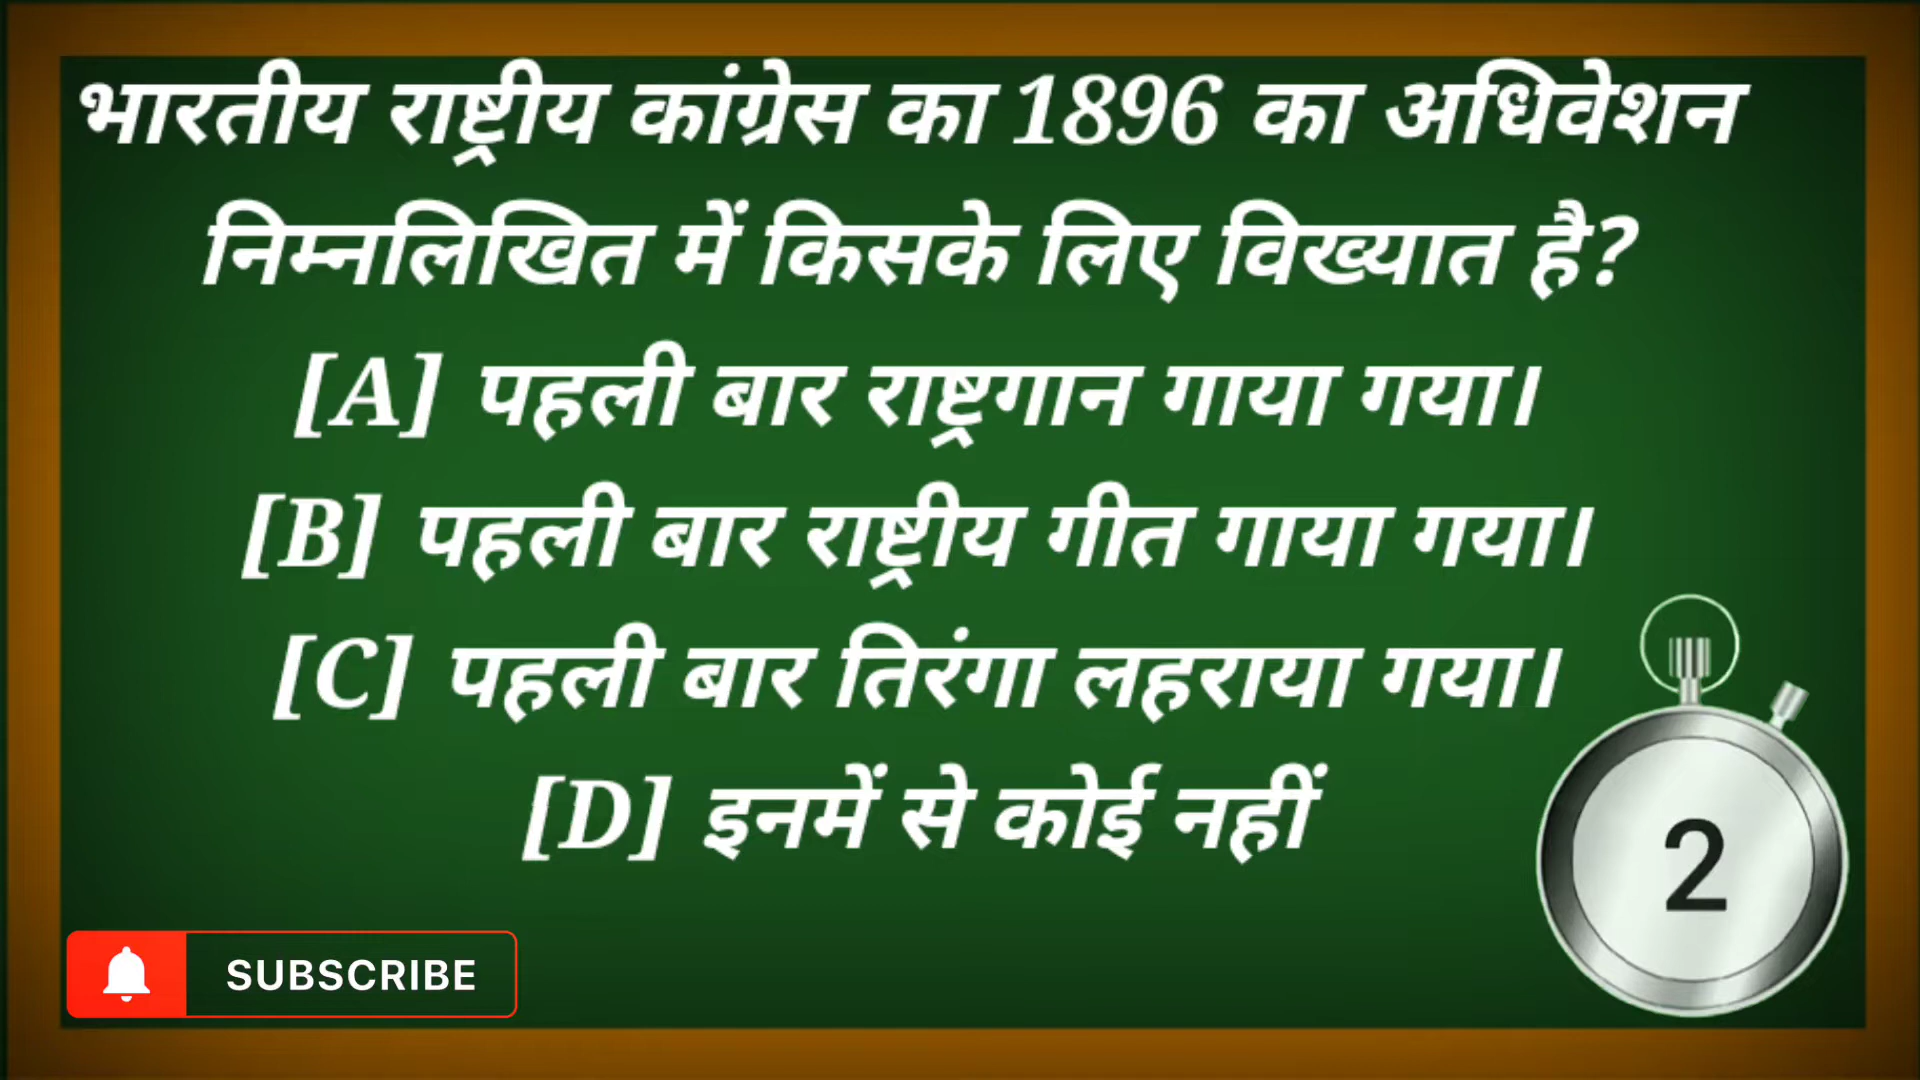 भारतीय राष्ट्रीय कांग्रेस का 1896 का अधिवेशन
निम्नलिखित में किसके लिए विख्यात है?
[A] पहली बार राष्ट्रगान गाया गया।
[B] पहली बार राष्ट्रीय गीत गाया गया।
[C] पहली बार तिरंगा लहराया गया।
[D] इनमें से कोई नहीं
2
SUBSCRIBE